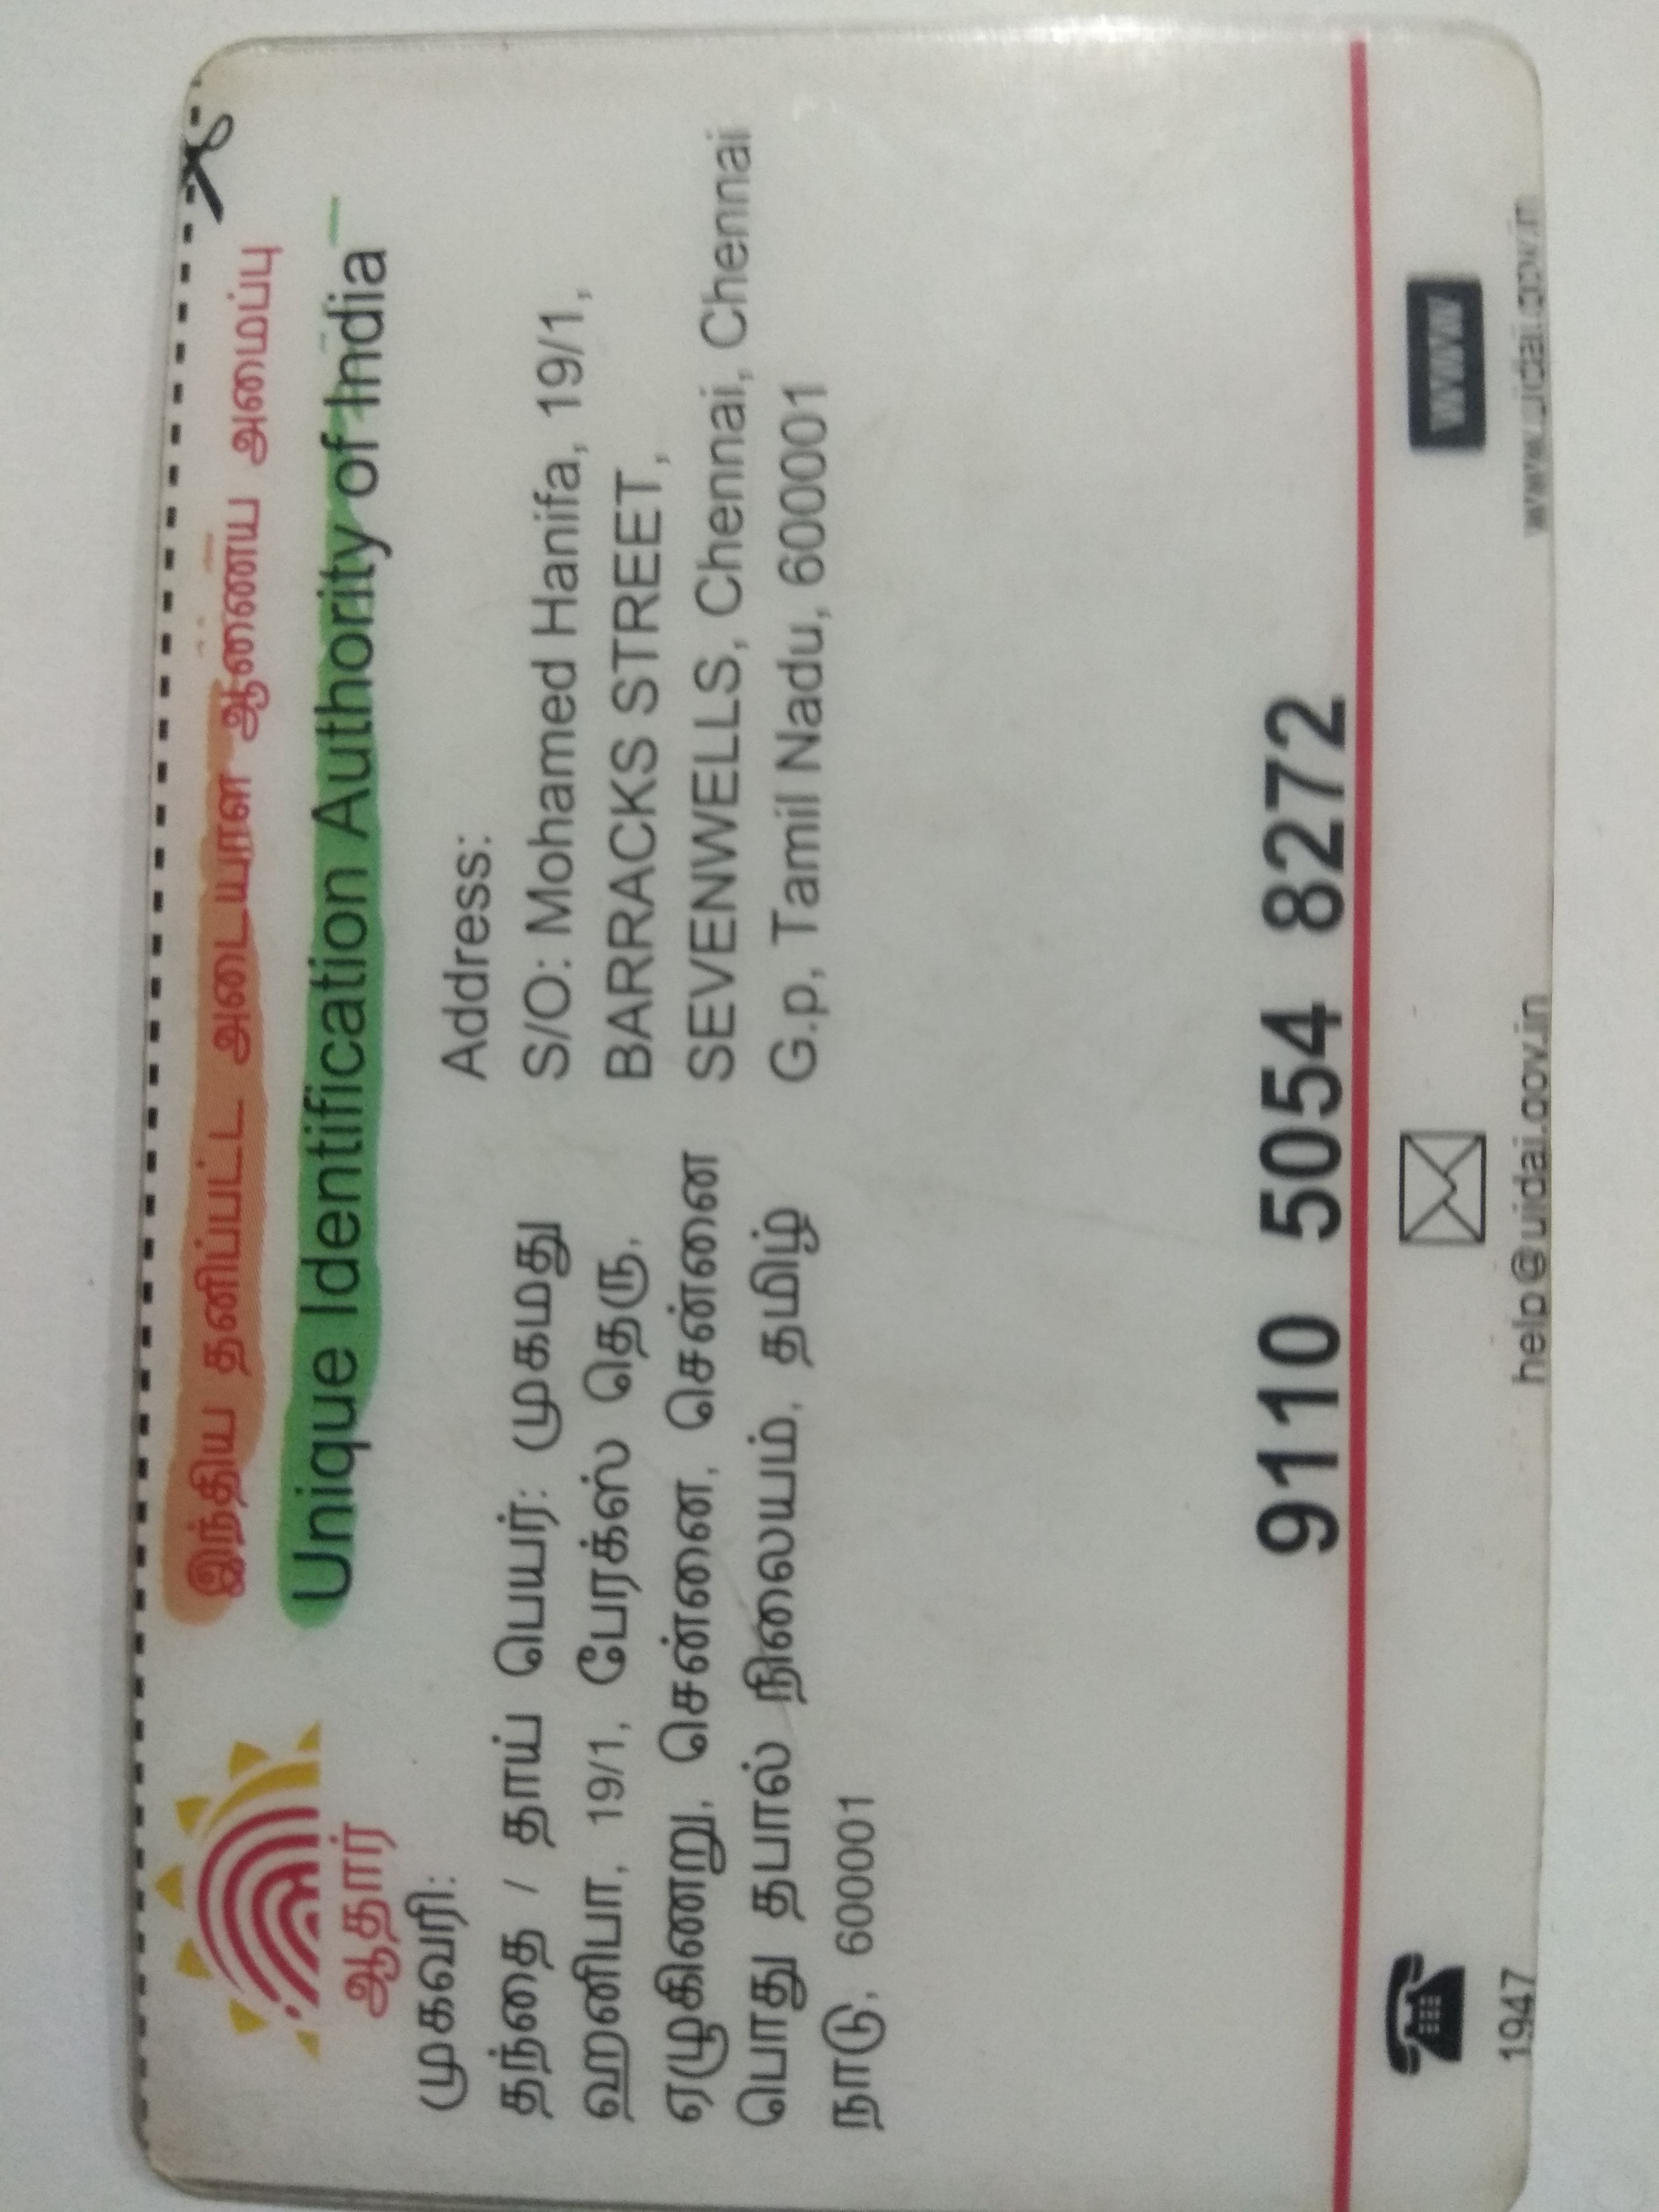 ஆதார்
இந்திய தனிப்பட்ட அடையாள ஆணைய அமைப்பு
Unique Identification Authority of India
முகவரி:
தந்தை / தாய் பெயர்: முகமது
ஹனிபா, 19/1, பேரக்ஸ் தெரு,
ஏழுகிணறு, சென்னை, சென்னை
பொது தபால் நிலையம், தமிழ்
நாடு, 600001
Address:
S/O: Mohamed Hanifa, 19/1,
BARRACKS STREET,
SEVENWELLS, Chennai, Chennai
G.p, Tamil Nadu, 600001
9110 5054 8272
1947
help@uidai.gov.in
www
www.uidai.gov.in